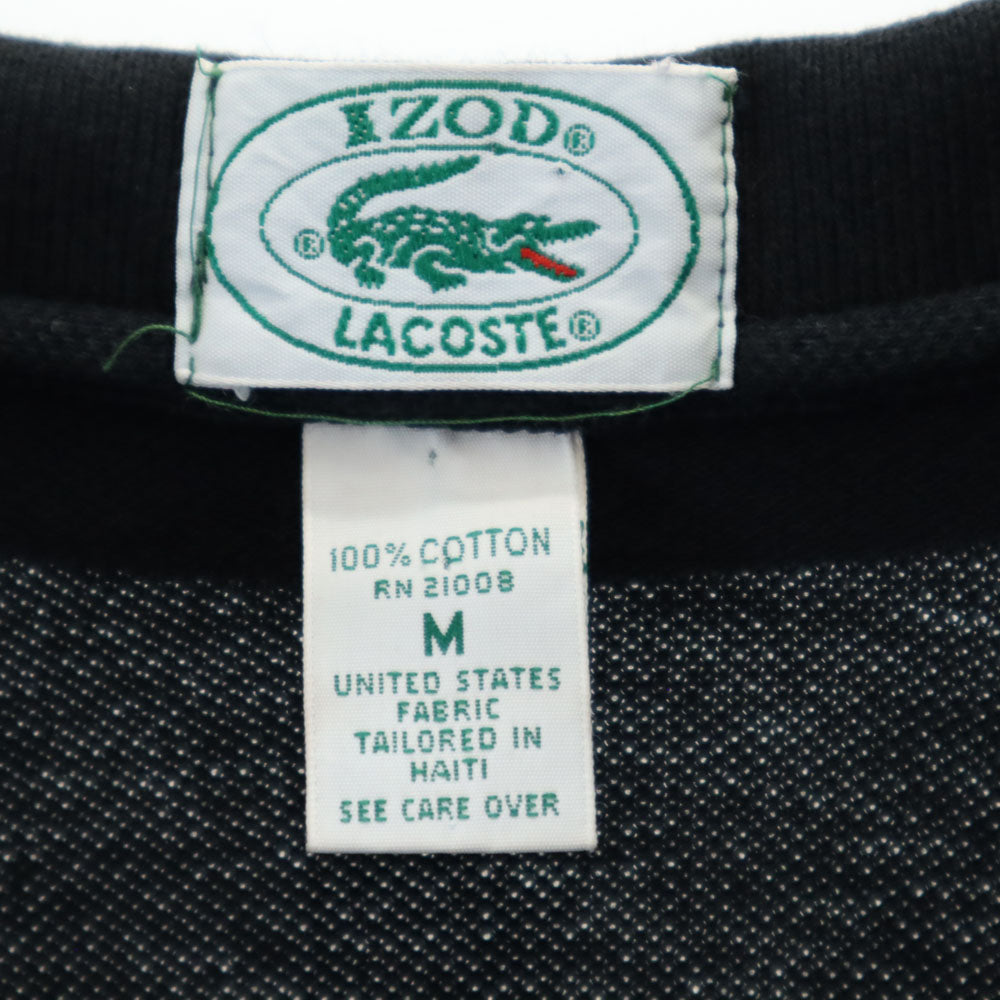 IZOD®
®
LACOSTE®
100% COTTON
RN 21008
M
UNITED STATES
FABRIC
TAILORED IN
HAITI
SEE CARE OVER